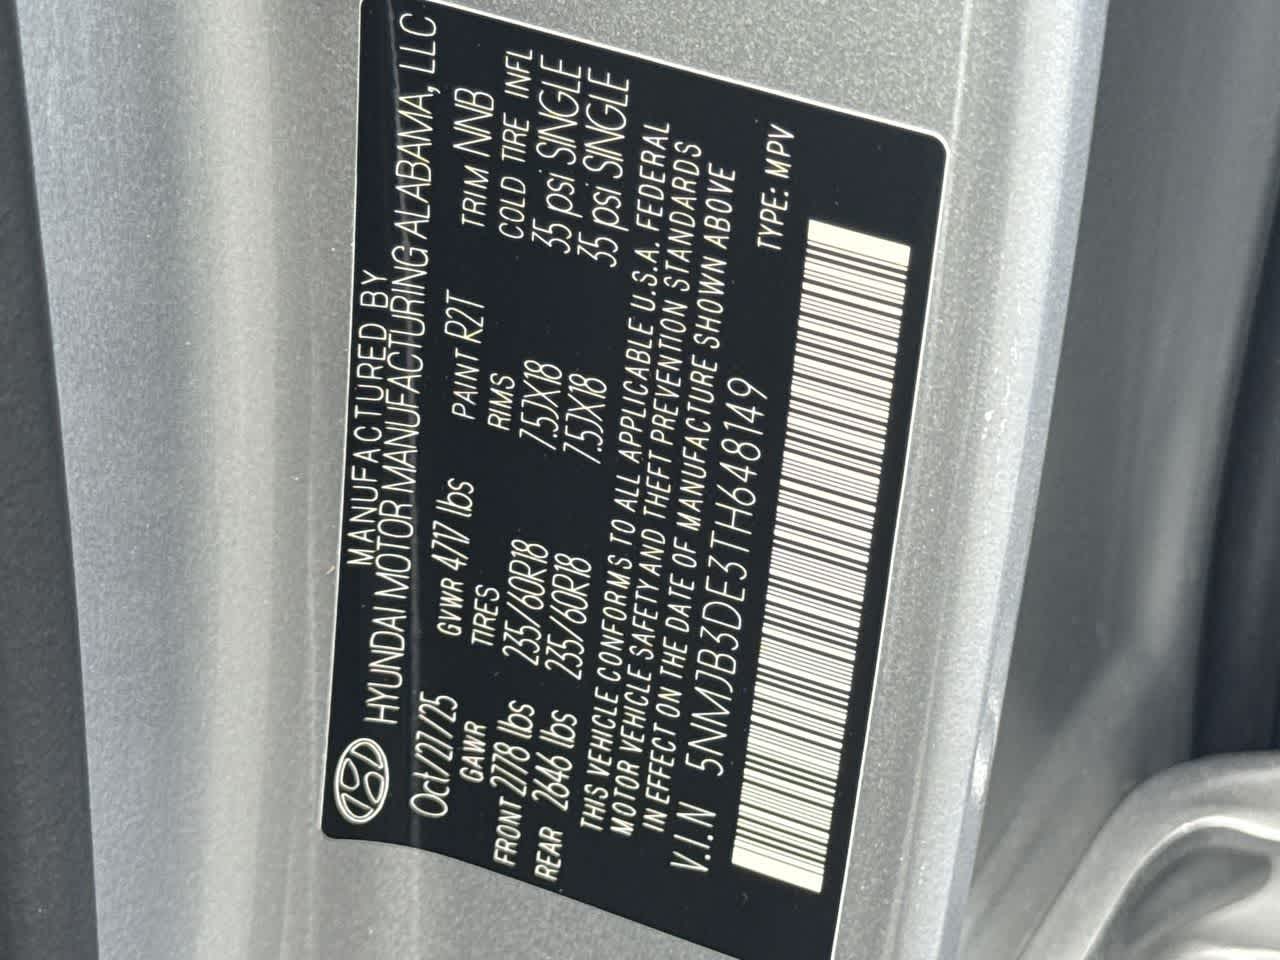 MANUFACTURED BY
HYUNDAI MOTOR MANUFACTURING ALABAMA, LLC
Oct/27/25 GVWR 4717 lbs PAINT R2T TRIM NNB
GAWR TIRES RIMS COLD TIRE INFL
FRONT 2778 lbs 235/60R18 7.5JX18 35 psi SINGLE
REAR 2646 lbs 235/60R18 7.5JX18 35 psi SINGLE
THIS VEHICLE CONFORMS TO ALL APPLICABLE U.S.A. FEDERAL
MOTOR VEHICLE SAFETY AND THEFT PREVENTION STANDARDS
IN EFFECT ON THE DATE OF MANUFACTURE SHOWN ABOVE
V.I.N 5NMJB3DE3TH648149 TYPE: MPV